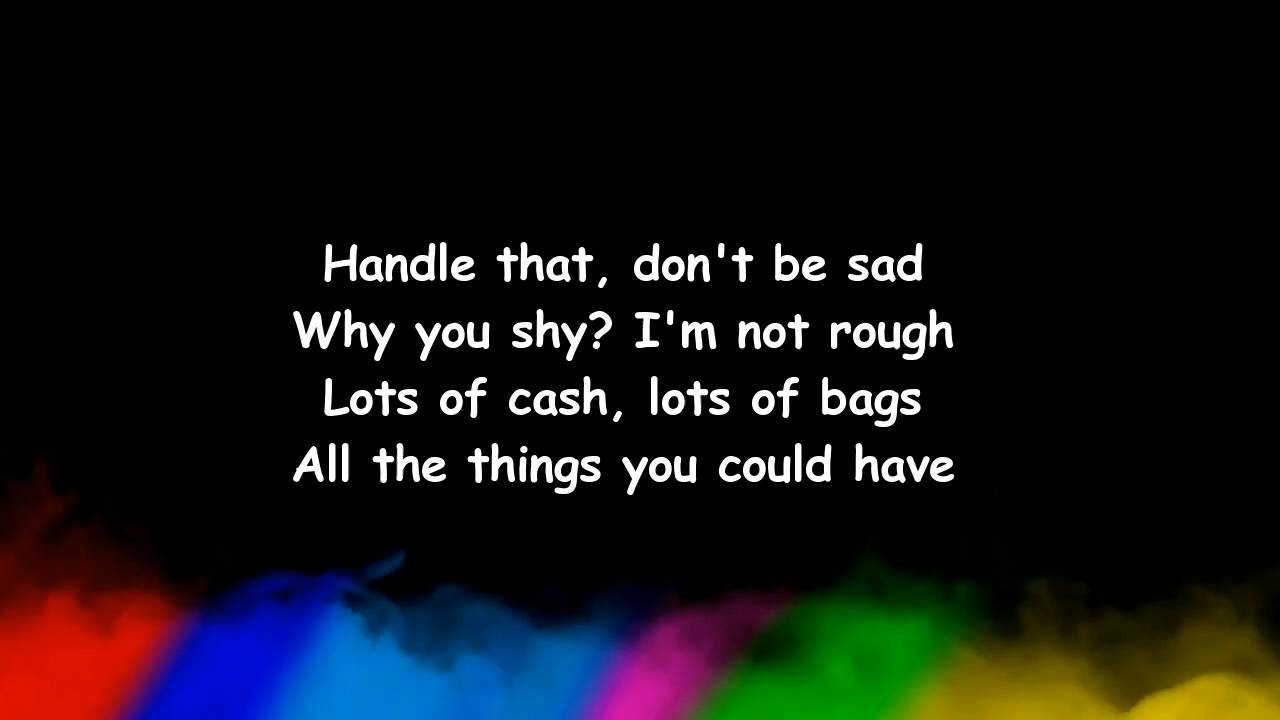 Handle that, don't be sad
Why you shy? I'm not rough
Lots of cash, lots of bags
All the things you could have